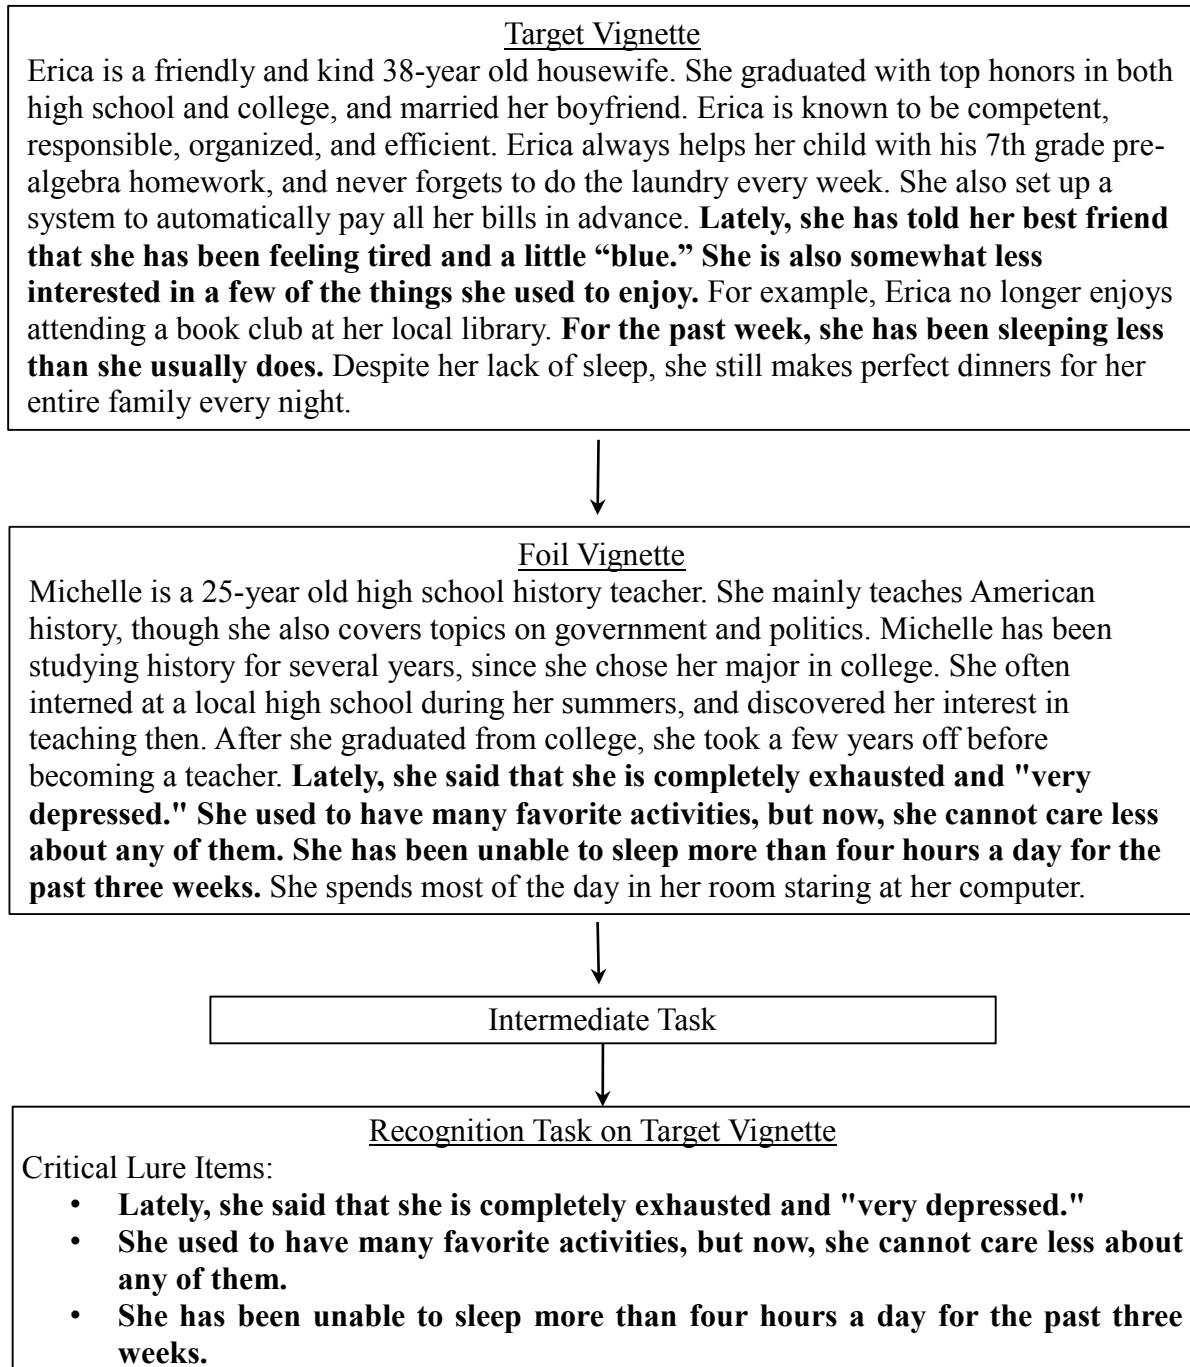 Target Vignette
Erica is a friendly and kind 38-year old housewife. She graduated with top honors in both
high school and college, and married her boyfriend. Erica is known to be competent,
responsible, organized, and efficient. Erica always helps her child with his 7th grade pre-
algebra homework, and never forgets to do the laundry every week. She also set up a
system to automatically pay all her bills in advance. Lately, she has told her best friend
that she has been feeling tired and a little “blue.” She is also somewhat less
interested in a few of the things she used to enjoy. For example, Erica no longer enjoys
attending a book club at her local library. For the past week, she has been sleeping less
than she usually does. Despite her lack of sleep, she still makes perfect dinners for her
entire family every night.
Foil Vignette
Michelle is a 25-year old high school history teacher. She mainly teaches American
history, though she also covers topics on government and politics. Michelle has been
studying history for several years, since she chose her major in college. She often
interned at a local high school during her summers, and discovered her interest in
teaching then. After she graduated from college, she took a few years off before
becoming a teacher. Lately, she said that she is completely exhausted and "very
depressed." She used to have many favorite activities, but now, she cannot care less
about any of them. She has been unable to sleep more than four hours a day for the
past three weeks. She spends most of the day in her room staring at her computer.
Intermediate Task
Recognition Task on Target Vignette
Critical Lure Items:
• Lately, she said that she is completely exhausted and "very depressed."
• She used to have many favorite activities, but now, she cannot care less about
any of them.
• She has been unable to sleep more than four hours a day for the past three
weeks.